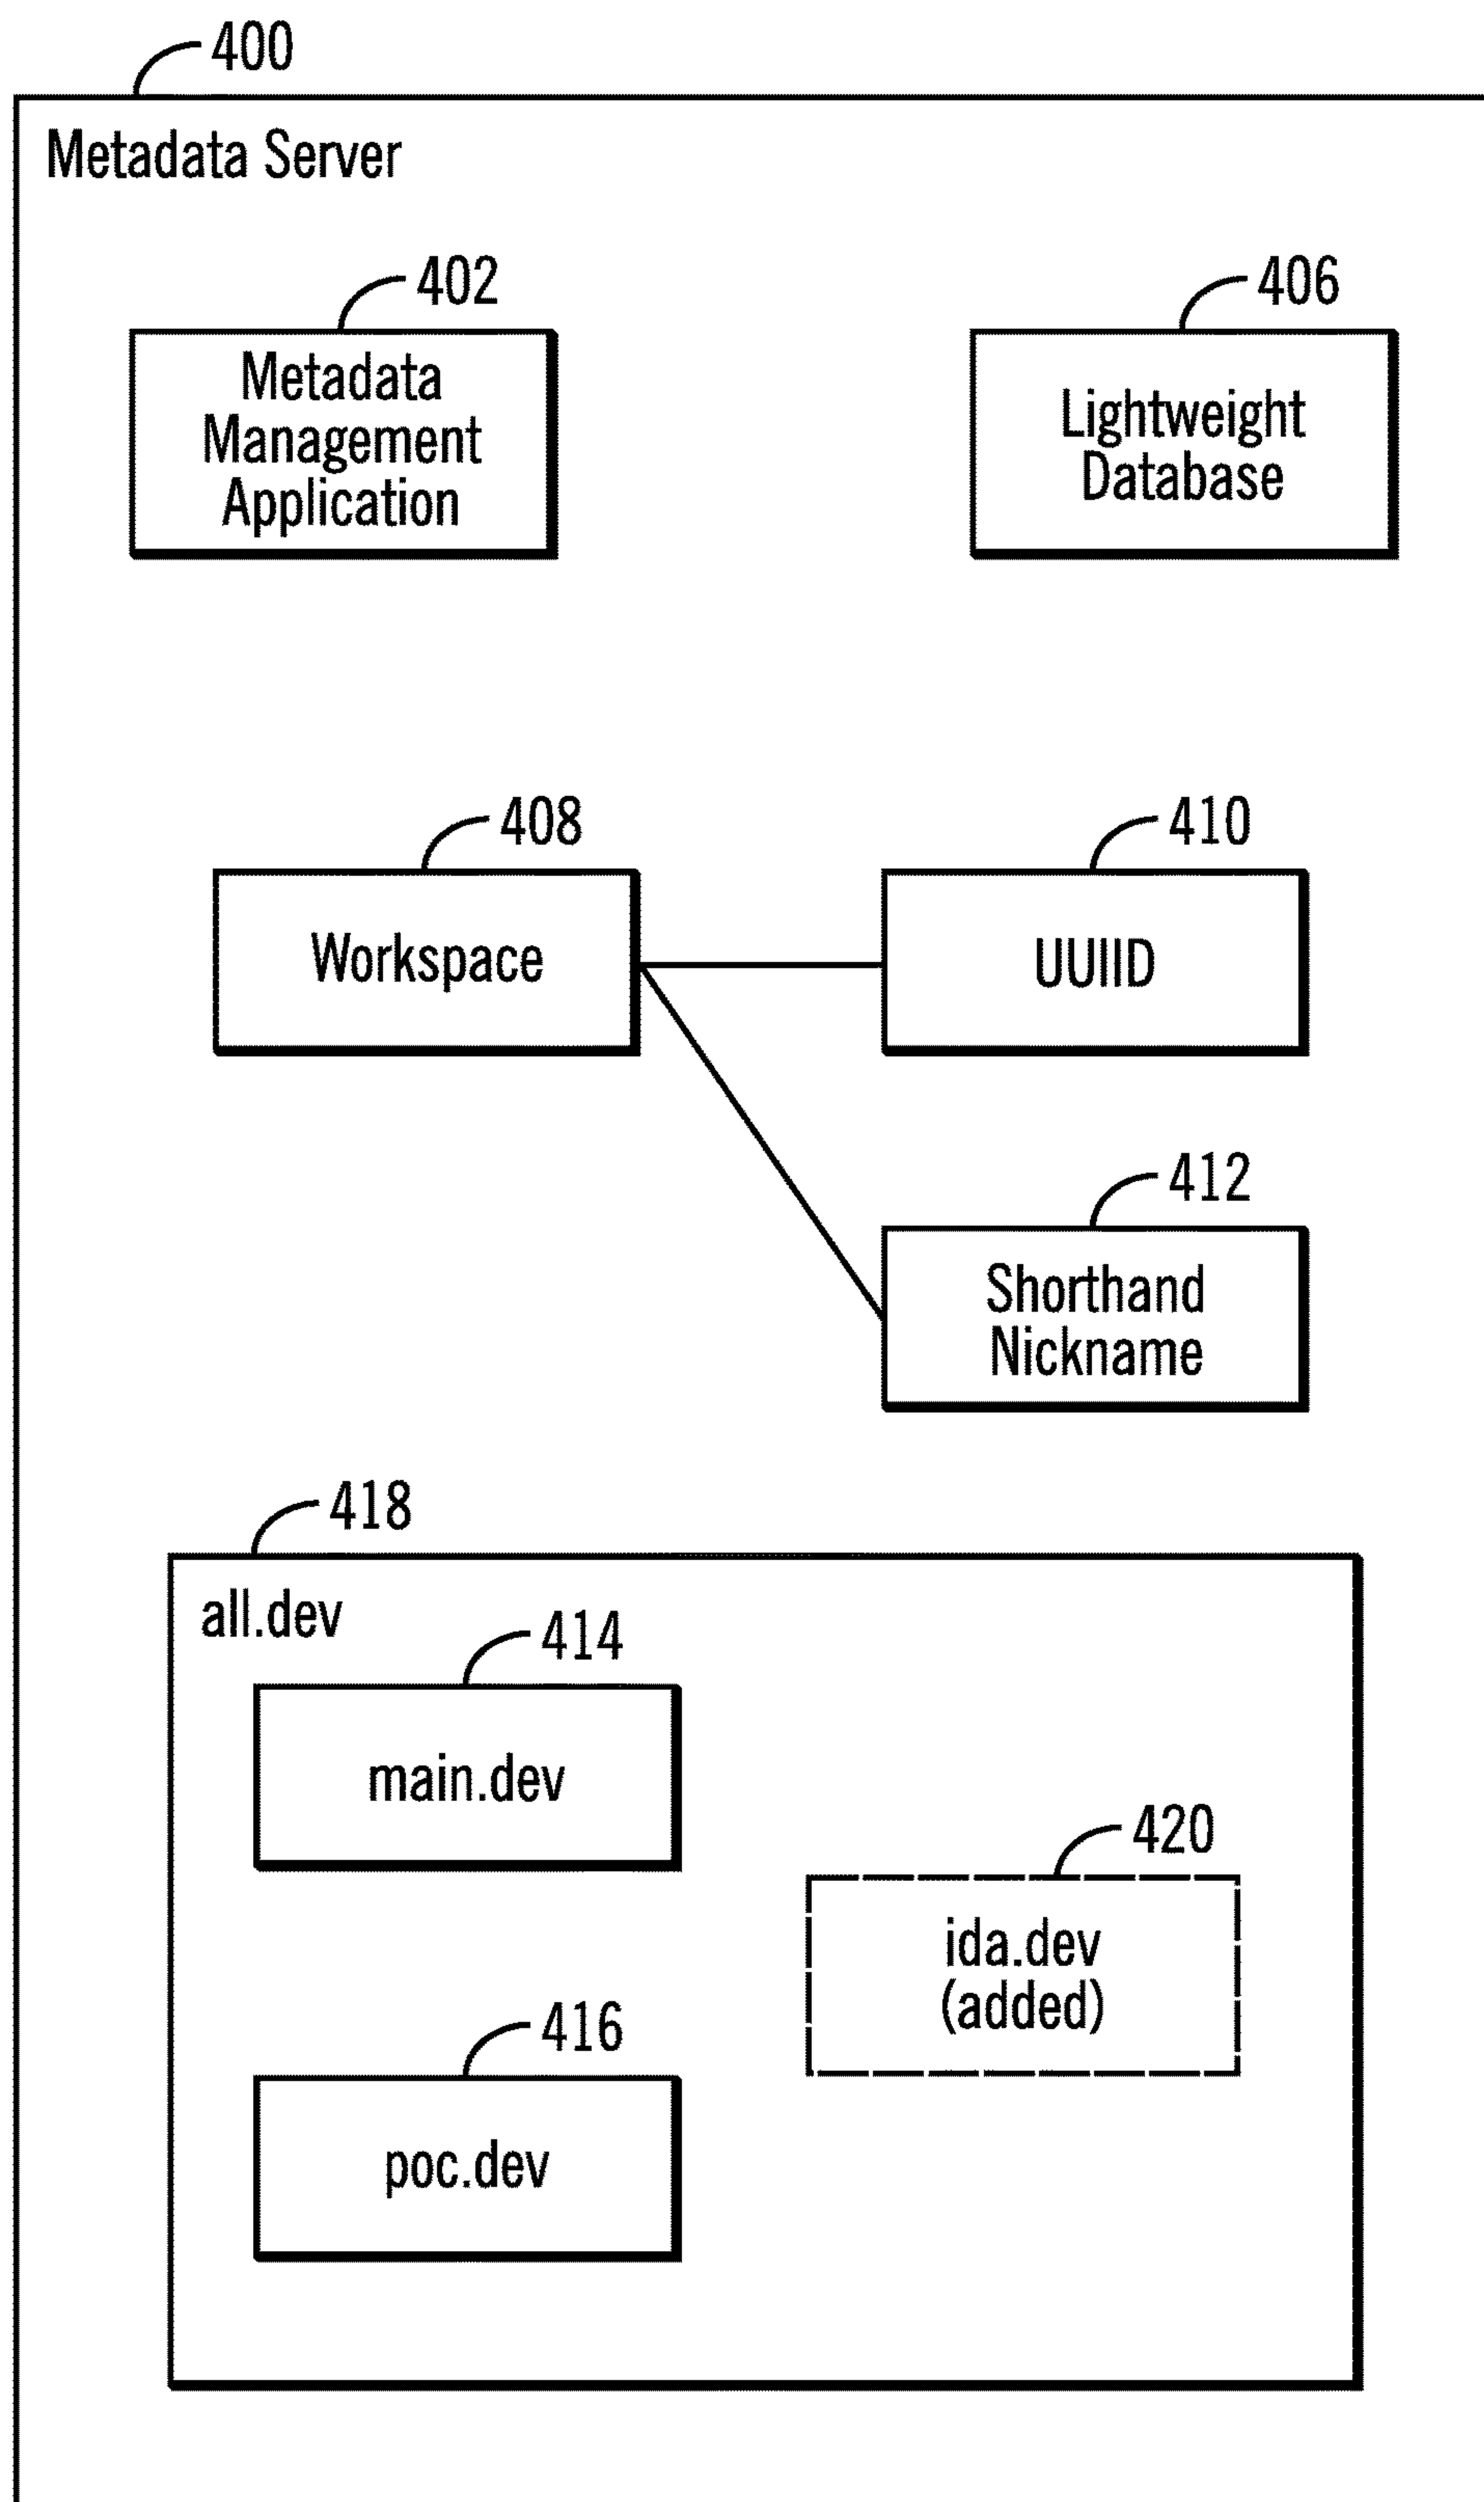 400
Metadata Server
402
Metadata
Management
Application
406
Lightweight
Database
408
Workspace
410
UUIID
412
Shorthand
Nickname
418
all.dev
414
main.dev
420
ida.dev
(added)
416
poc.dev